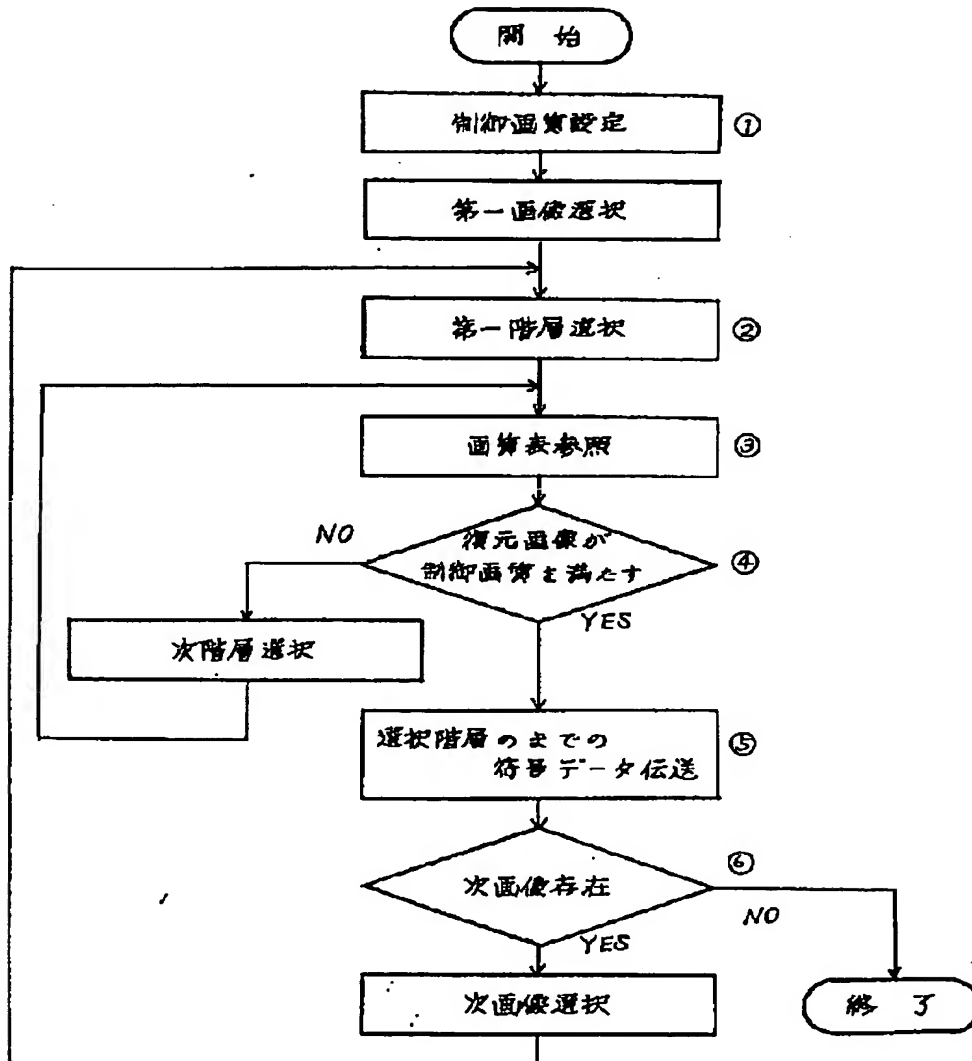 開始
制御画質設定
①
第一画像選択
第一階層選択
②
画質表参照
③
NO
復元画像が
制御画質を満たす
④
YES
次階層選択
選択階層のまでの
符号データ伝送
⑤
次画像存在
⑥
NO
YES
次画像選択
終了